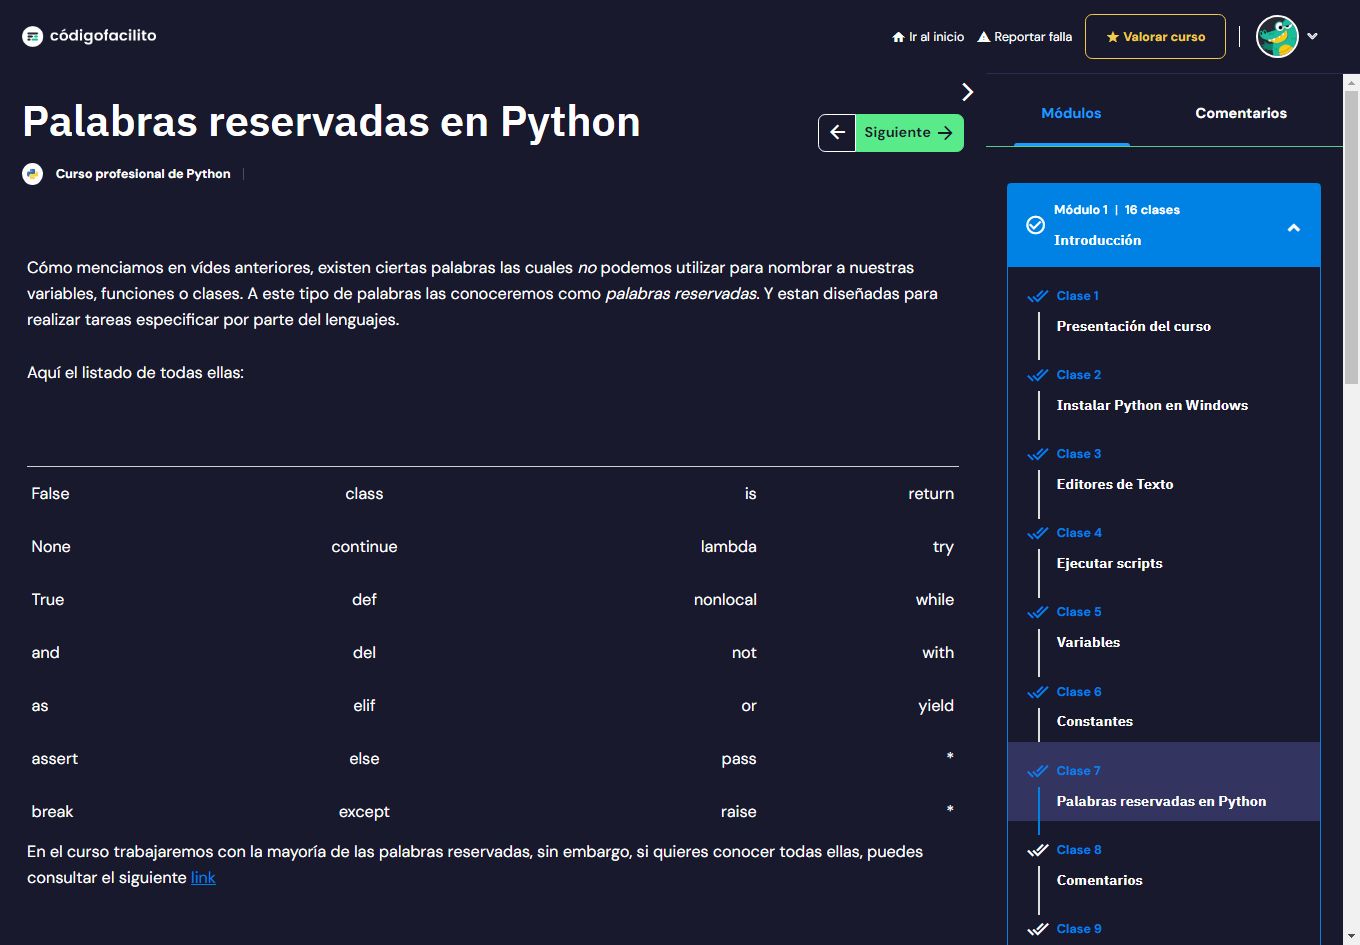 códigofacilito
Ir al inicio
Reportar falla
Valorar curso
Palabras reservadas en Python
Siguiente
Curso profesional de Python
Cómo menciamos en vídes anteriores, existen ciertas palabras las cuales no podemos utilizar para nombrar a nuestras
variables, funciones o clases. A este tipo de palabras las conoceremos como palabras reservadas. Y estan diseñadas para
realizar tareas especificar por parte del lenguajes.
Aquí el listado de todas ellas:
False class is return
None continue lambda try
True def nonlocal while
and del not with
as elif or yield
assert else pass *
break except raise *
En el curso trabajaremos con la mayoría de las palabras reservadas, sin embargo, si quieres conocer todas ellas, puedes
consultar el siguiente link
Módulos
Comentarios
Módulo 1 | 16 clases
Introducción
Clase 1
Presentación del curso
Clase 2
Instalar Python en Windows
Clase 3
Editores de Texto
Clase 4
Ejecutar scripts
Clase 5
Variables
Clase 6
Constantes
Clase 7
Palabras reservadas en Python
Clase 8
Comentarios
Clase 9